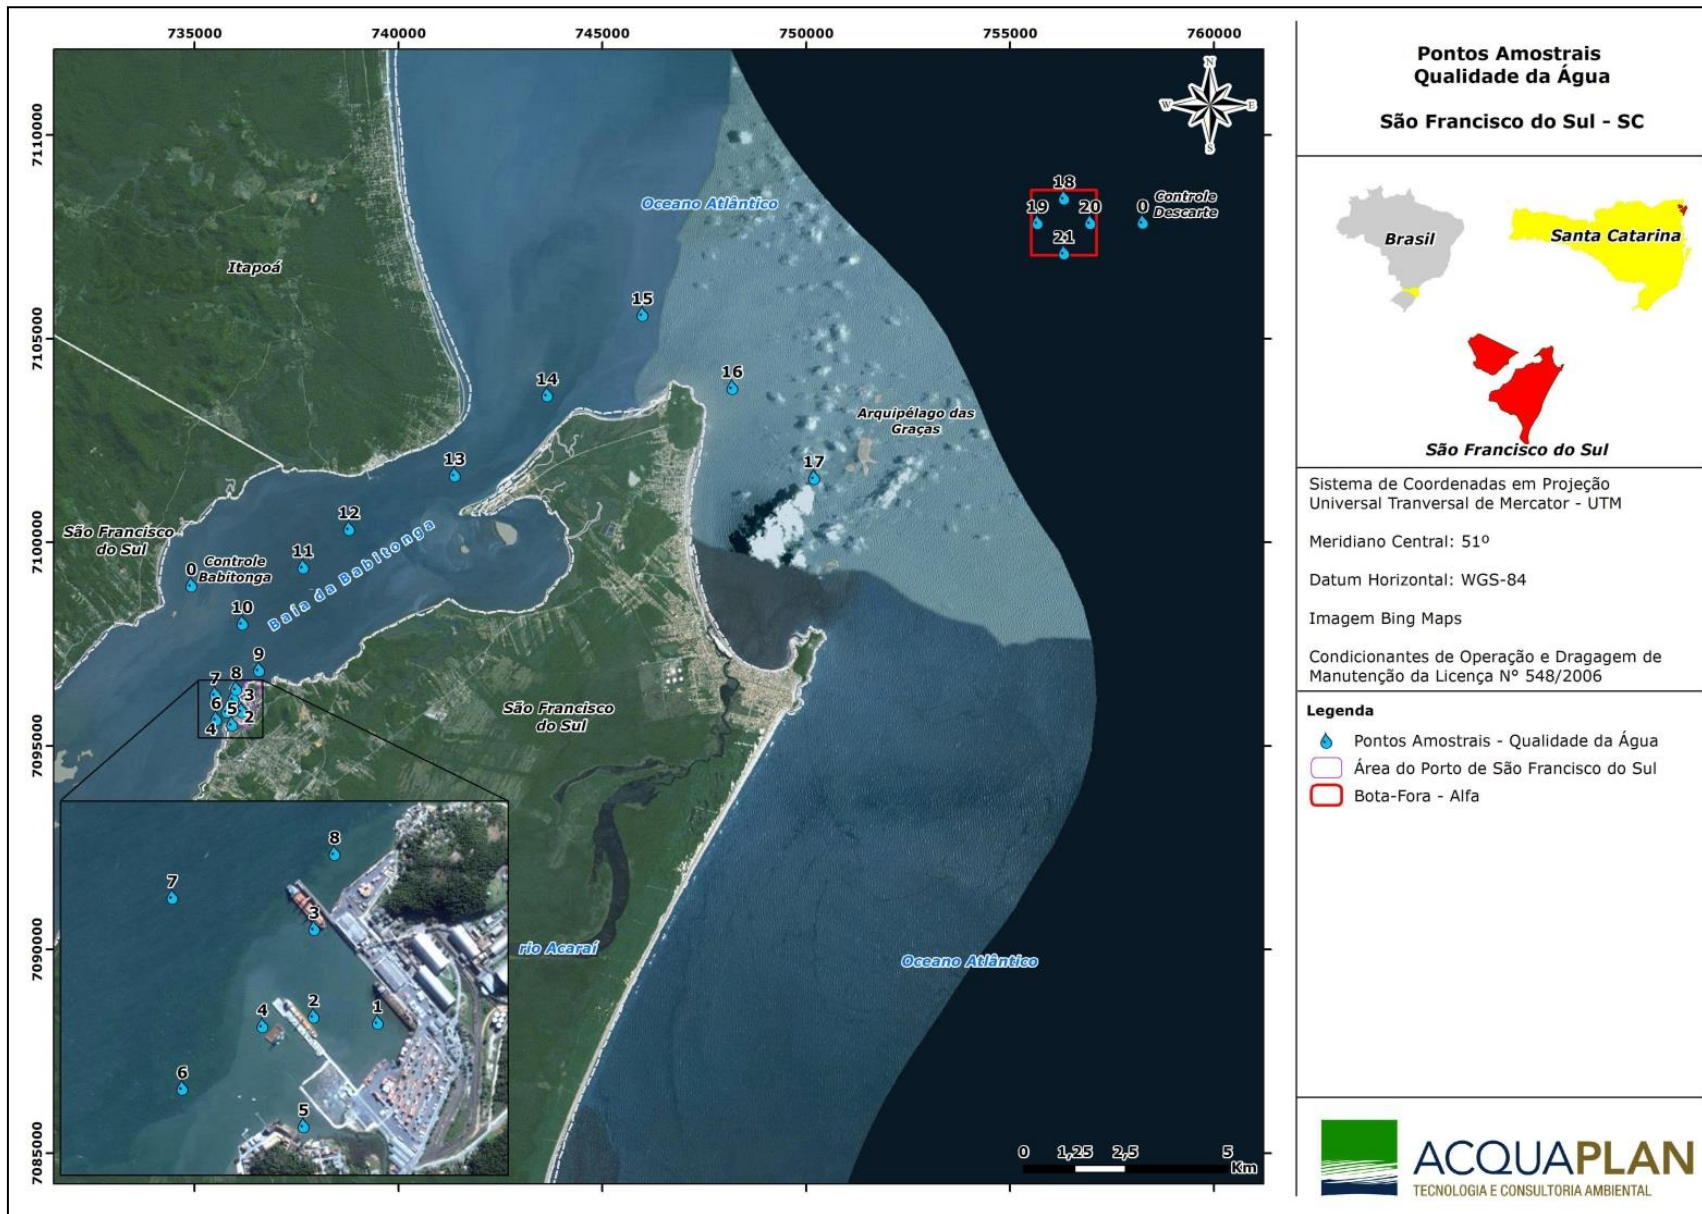 735000
740000
745000
750000
755000
760000
7110000
7105000
7100000
7095000
7090000
7085000
N
W
E
S
Oceano Atlântico
Itapoá
18
19
20
21
0
Controle
Descarte
15
14
16
Arquipélago das
Graças
13
17
12
11
São Francisco
do Sul
0
Controle
Babitonga
Baía da Babitonga
10
9
7
8
3
6
5
2
4
São Francisco
do Sul
8
7
3
2
1
4
6
5
rio Acaraí
Oceano Atlântico
0
1,25
2,5
5
Km
Pontos Amostrais
Qualidade da Água
São Francisco do Sul - SC
Brasil
Santa Catarina
São Francisco do Sul
Sistema de Coordenadas em Projeção
Universal Tranversal de Mercator - UTM
Meridiano Central: 51º
Datum Horizontal: WGS-84
Imagem Bing Maps
Condicionantes de Operação e Dragagem de
Manutenção da Licença N° 548/2006
Legenda
Pontos Amostrais - Qualidade da Água
Área do Porto de São Francisco do Sul
Bota-Fora - Alfa
ACQUAPLAN
TECNOLOGIA E CONSULTORIA AMBIENTAL